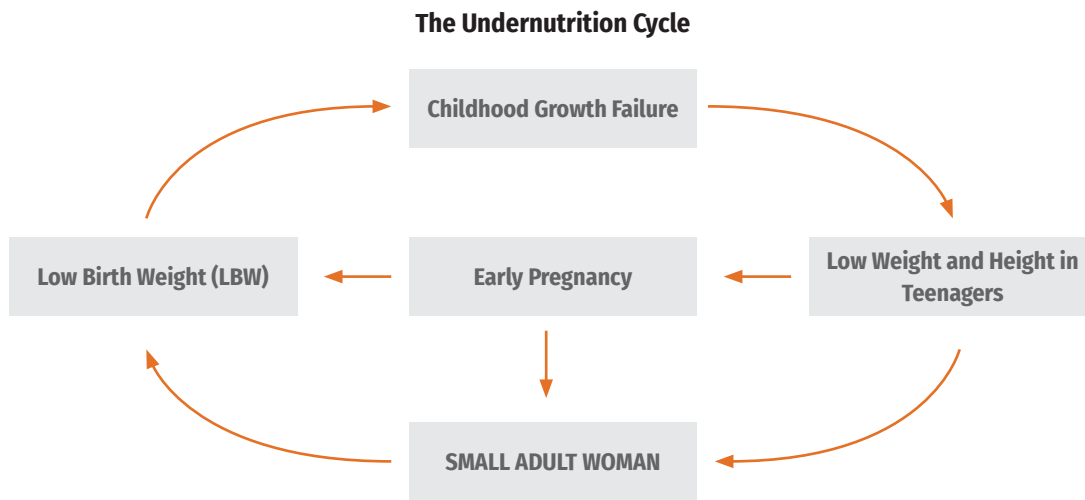 The Undernutrition Cycle
Childhood Growth Failure
Low Birth Weight (LBW)
Early Pregnancy
Low Weight and Height in
Teenagers
SMALL ADULT WOMAN